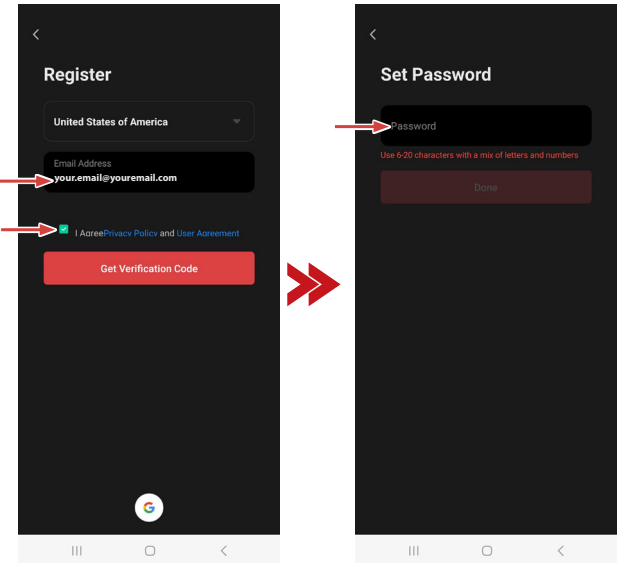 Register
United States of America
Email Address
your.email@youremail.com
I AgreePrivacy Policy and User Agreement
Get Verification Code
G
Set Password
Password
Use 6-20 characters with a mix of letters and numbers
Done